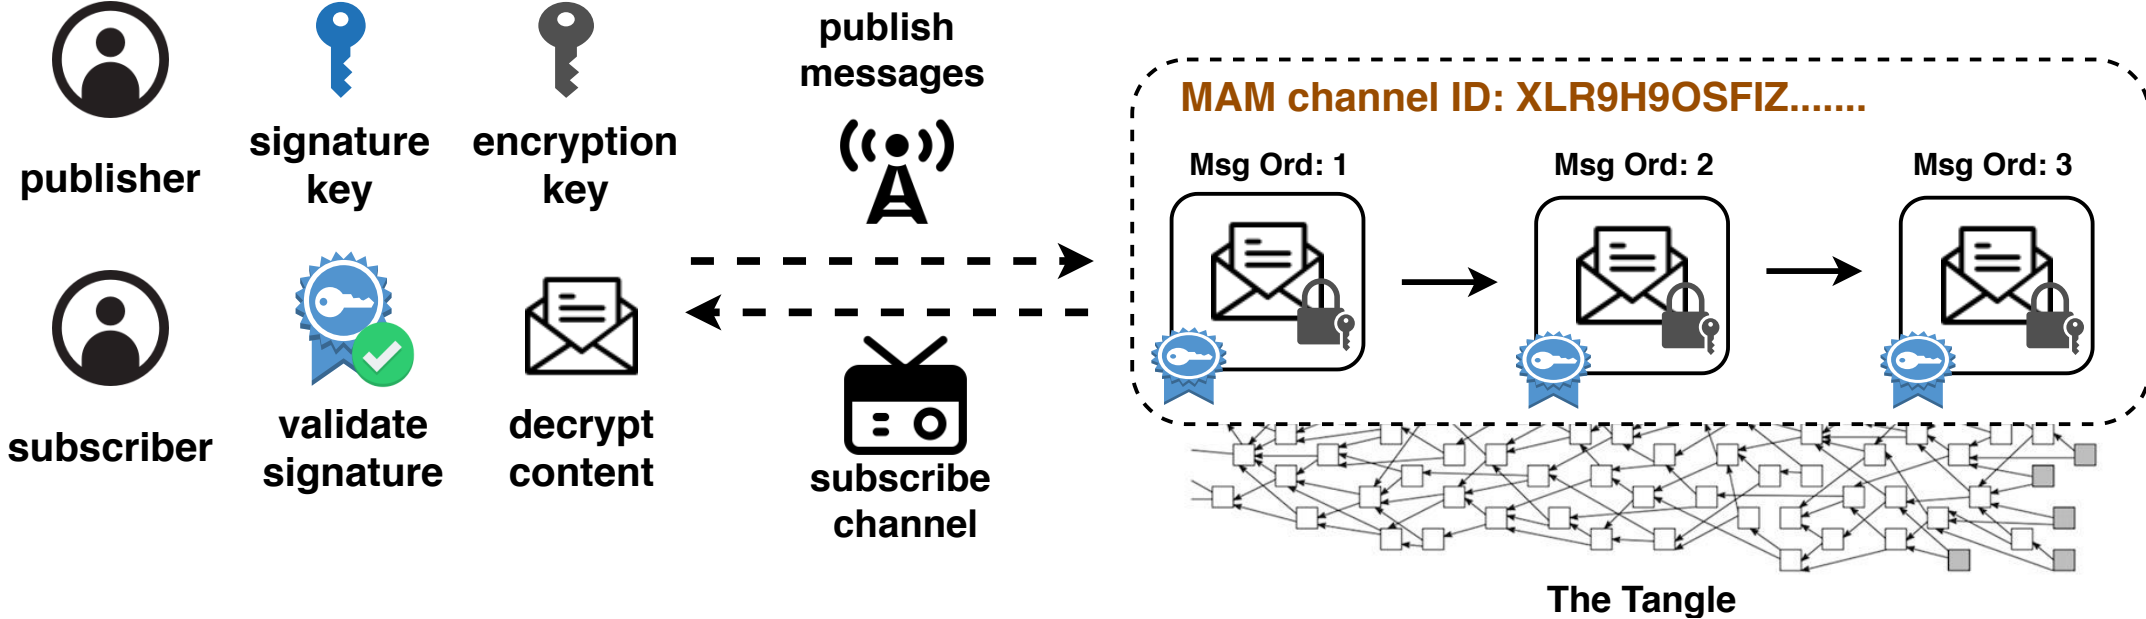 publisher
signature
key
encryption
key
publish
messages
subscriber
validate
signature
decrypt
content
subscribe
channel
MAM channel ID: XLR9H9OSFIZ.......
Msg Ord: 1
Msg Ord: 2
Msg Ord: 3
The Tangle